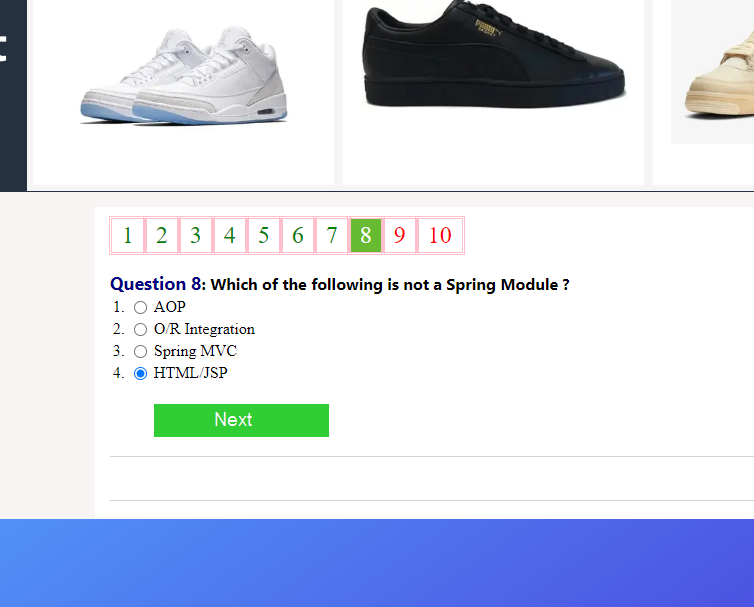 t
PUMA
1 2 3 4 5 6 7 8 9 10
Question 8: Which of the following is not a Spring Module ?
1. AOP
2. O/R Integration
3. Spring MVC
4. HTML/JSP
Next